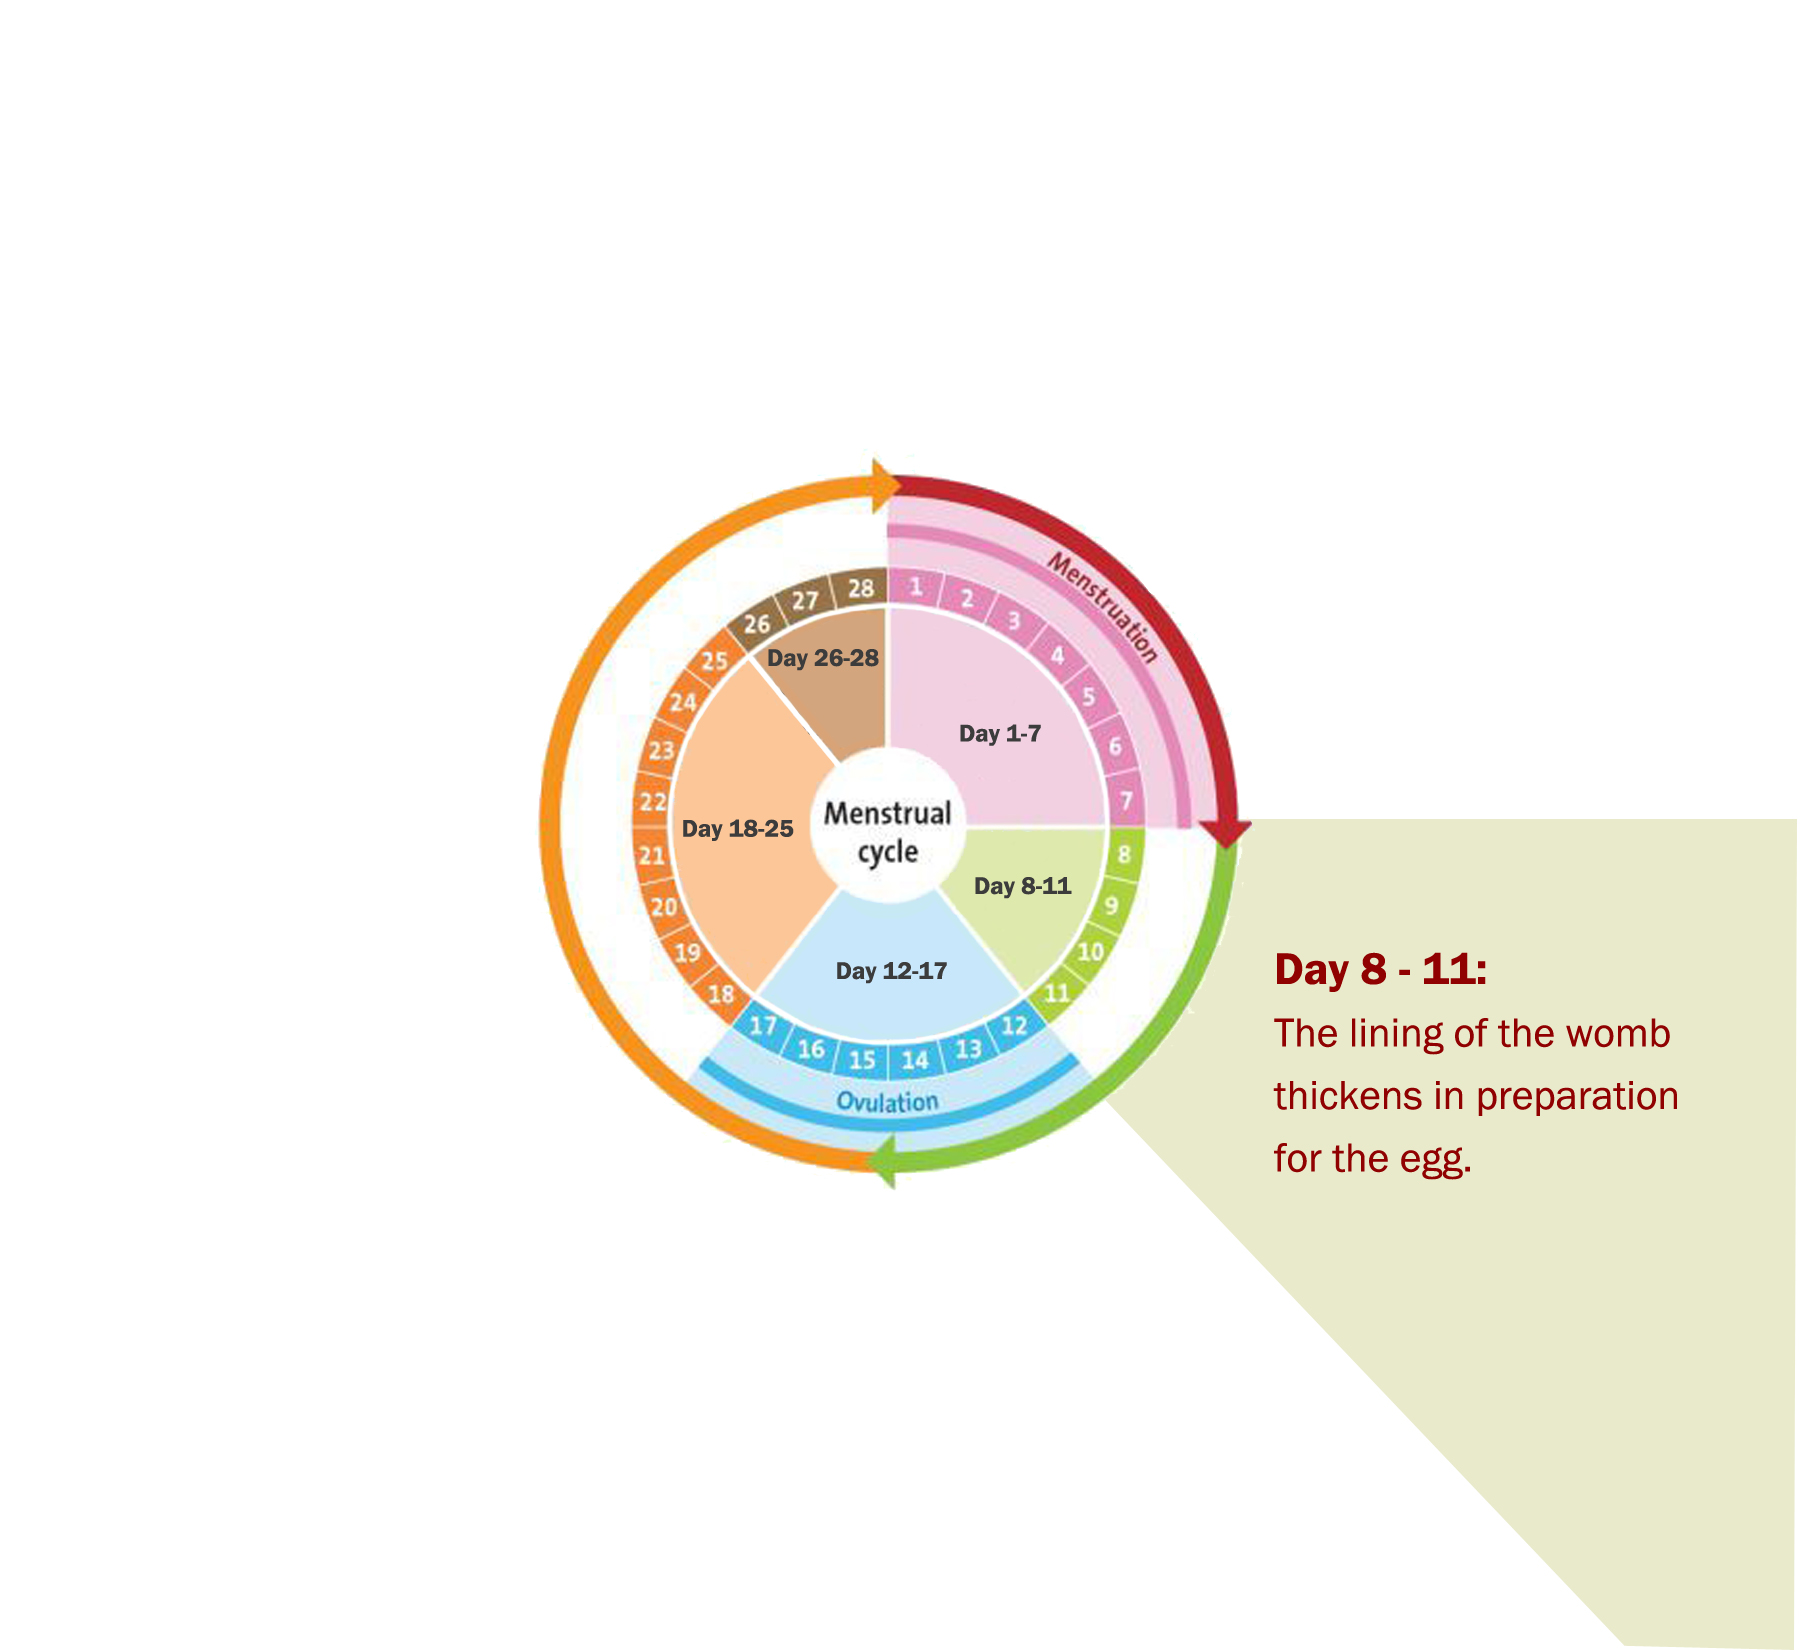 Menstruation
1
2
3
4
5
6
7
8
9
10
11
12
13
14
15
16
17
18
19
20
21
22
23
24
25
26
27
28
Day 26-28
Day 1-7
Day 18-25
Menstrual
cycle
Day 8-11
Day 12-17
Ovulation
Day 8 - 11:
The lining of the womb
thickens in preparation
for the egg.